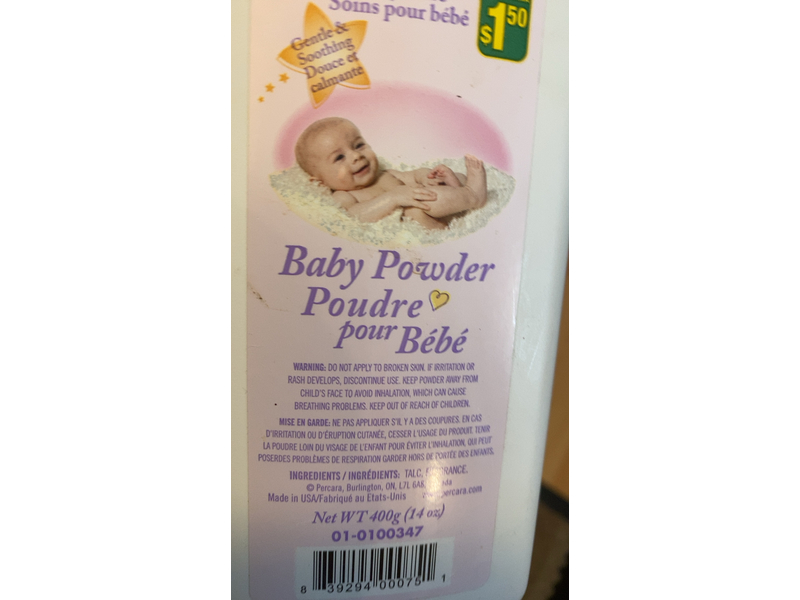 Soins pour bébé
$1.50
Gentle &
Soothing
Douce et
calmante
Baby Powder
Poudre
pour Bébé
WARNING: DO NOT APPLY TO BROKEN SKIN. IF IRRITATION OR
RASH DEVELOPS, DISCONTINUE USE. KEEP POWDER AWAY FROM
CHILD'S FACE TO AVOID INHALATION, WHICH CAN CAUSE
BREATHING PROBLEMS. KEEP OUT OF REACH OF CHILDREN.
MISE EN GARDE: NE PAS APPLIQUER S'IL Y A DES COUPURES. EN CAS
D'IRRITATION OU D'ÉRUPTION CUTANÉE, CESSER L'USAGE DU PRODUIT. TENIR
LA POUDRE LOIN DU VISAGE DE L'ENFANT POUR ÉVITER L'INHALATION, QUI PEUT
POSERDES PROBLÈMES DE RESPIRATION GARDER HORS DE PORTÉE DES ENFANTS.
INGREDIENTS / INGRÉDIENTS: TALC,
© Percara, Burlington, ON, L7L
Made in USA/Fabriqué au Etats-Unis
Net WT 400g (14 oz)
01-0100347
8 39294 00075 1